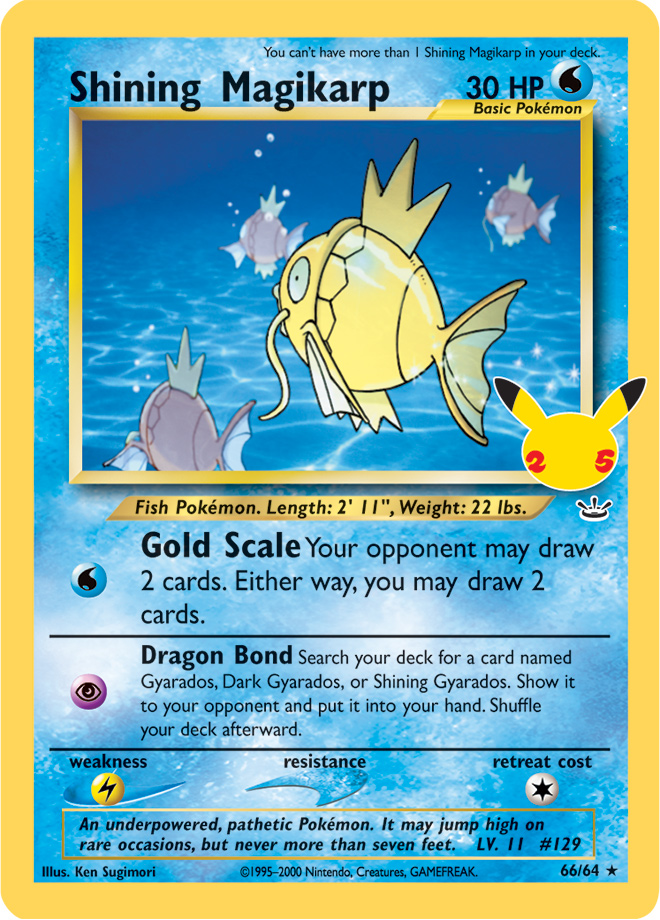 You can't have more than 1 Shining Magikarp in your deck.
Shining Magikarp 30 HP
Basic Pokémon
2 5
Fish Pokémon. Length: 2' 11", Weight: 22 lbs.
Gold Scale Your opponent may draw
2 cards. Either way, you may draw 2
cards.
Dragon Bond Search your deck for a card named
Gyarados, Dark Gyarados, or Shining Gyarados. Show it
to your opponent and put it into your hand. Shuffle
your deck afterward.
weakness resistance retreat cost
An underpowered, pathetic Pokémon. It may jump high on
rare occasions, but never more than seven feet. LV. 11 #129
Illus. Ken Sugimori ©1995–2000 Nintendo, Creatures, GAMEFREAK. 66/64 ★